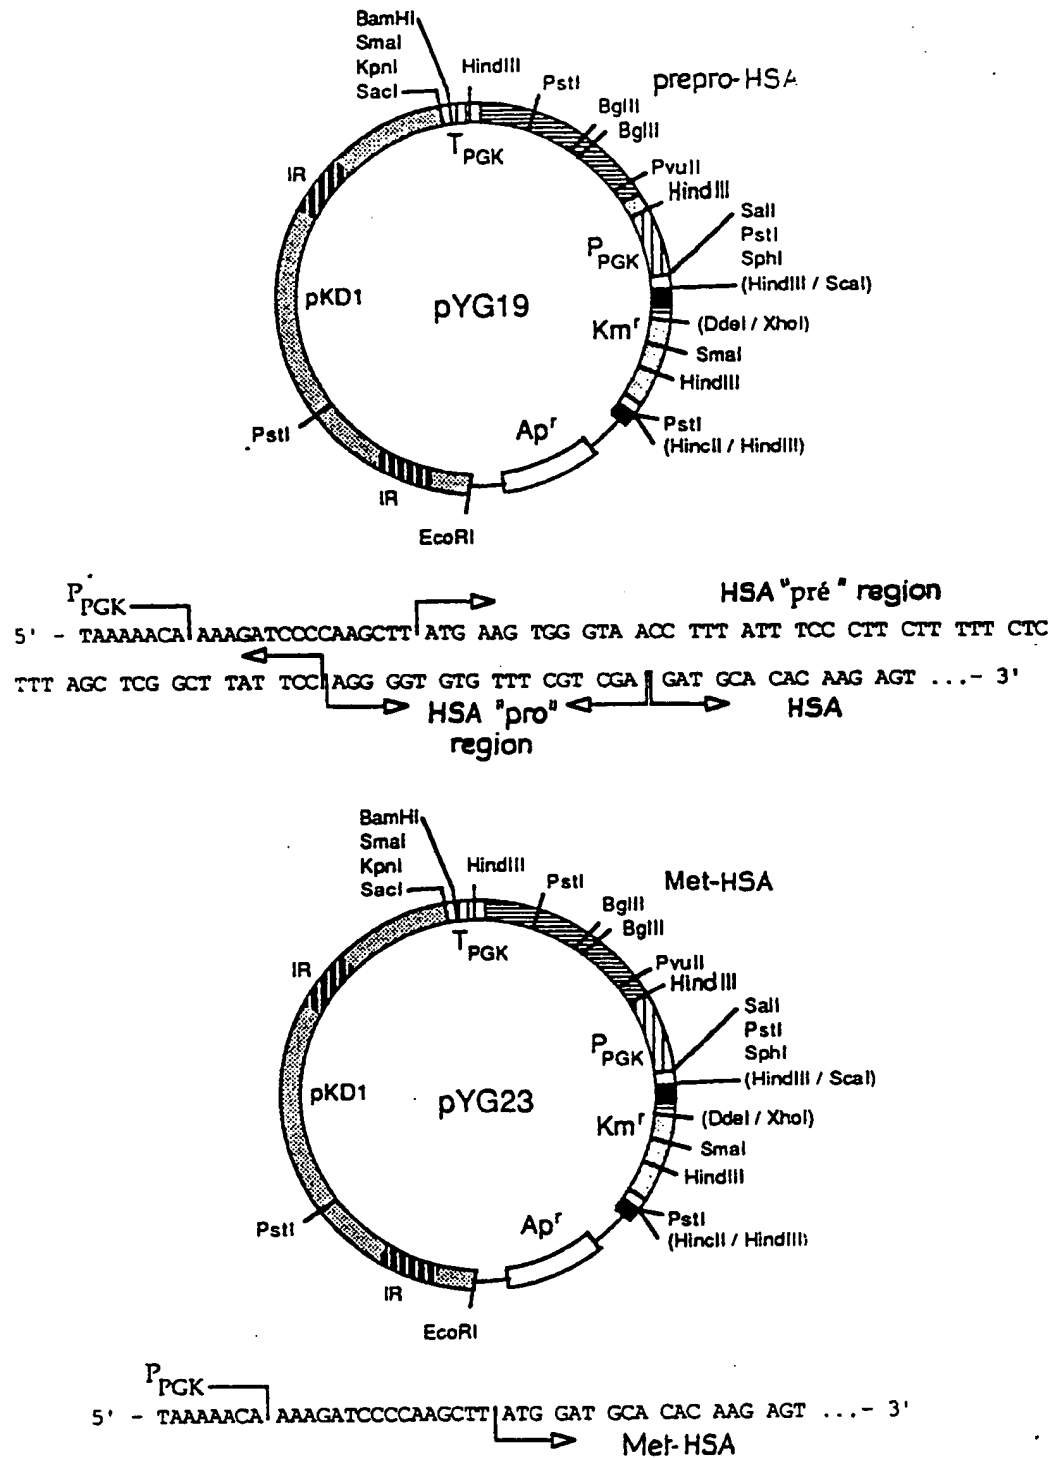 BamHI
SmaI
KpnI
SacI
HindIII
PstI
prepro-HSA
BglII
BglII
PvuII
HindIII
T PGK
IR
SalI
PstI
SphI
(HindIII / ScaI)
P PGK
pKD1
pYG19
Kmr
(DdeI / XhoI)
SmaI
HindIII
PstI
(HincII / HindIII)
Apr
PstI
IR
EcoRI
P PGK
HSA "pré" region
5' - TAAAAACA AAAGATCCCCAAGCTT ATG AAG TGG GTA ACC TTT ATT TCC CTT CTT TTT CTC
TTT AGC TCG GCT TAT TCC AGG GGT GTG TTT CGT CGA GAT GCA CAC AAG AGT ...- 3'
HSA "pro" region
HSA
BamHI
SmaI
KpnI
SacI
HindIII
PstI
Met-HSA
BglII
BglII
PvuII
HindIII
T PGK
IR
SalI
PstI
SphI
(HindIII / ScaI)
P PGK
pKD1
pYG23
Kmr
(DdeI / XhoI)
SmaI
HindIII
PstI
(HincII / HindIII)
Apr
PstI
IR
EcoRI
P PGK
5' - TAAAAACA AAAGATCCCCAAGCTT ATG GAT GCA CAC AAG AGT ...- 3'
Met-HSA